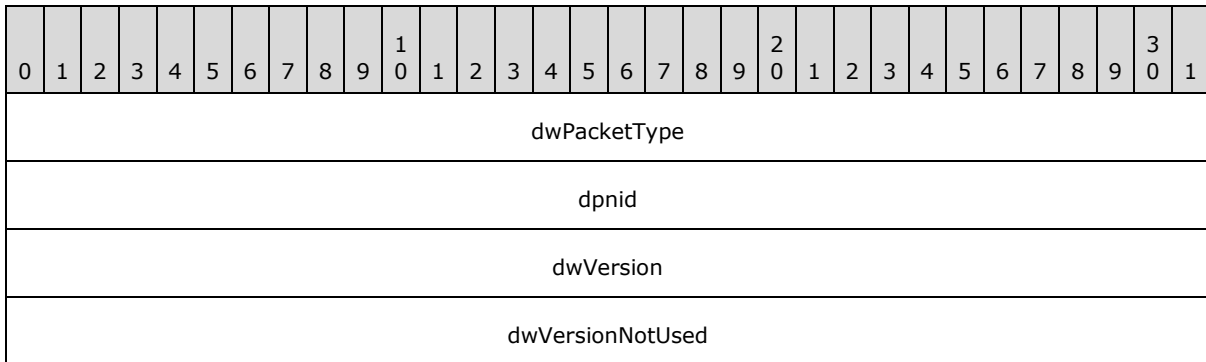 0 1 2 3 4 5 6 7 8 9 1 0 1 2 3 4 5 6 7 8 9 2 0 1 2 3 4 5 6 7 8 9 3 0 1
dwPacketType
dpnid
dwVersion
dwVersionNotUsed